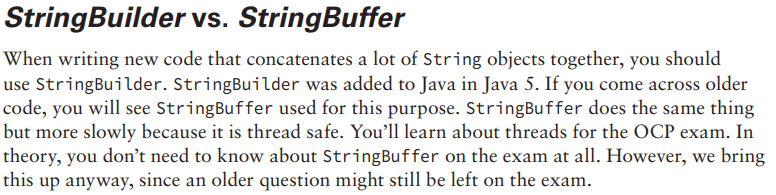 StringBuilder vs. StringBuffer
When writing new code that concatenates a lot of String objects together, you should
use StringBuilder. StringBuilder was added to Java in Java 5. If you come across older
code, you will see StringBuffer used for this purpose. StringBuffer does the same thing
but more slowly because it is thread safe. You’ll learn about threads for the OCP exam. In
theory, you don’t need to know about StringBuffer on the exam at all. However, we bring
this up anyway, since an older question might still be left on the exam.